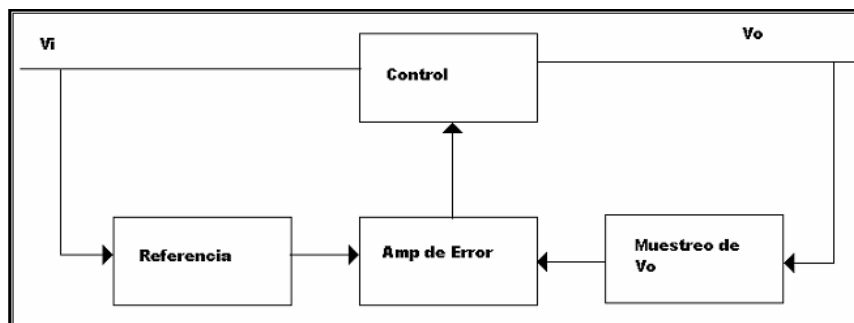 Vi
Vo
Control
Referencia
Amp de Error
Muestreo de
Vo